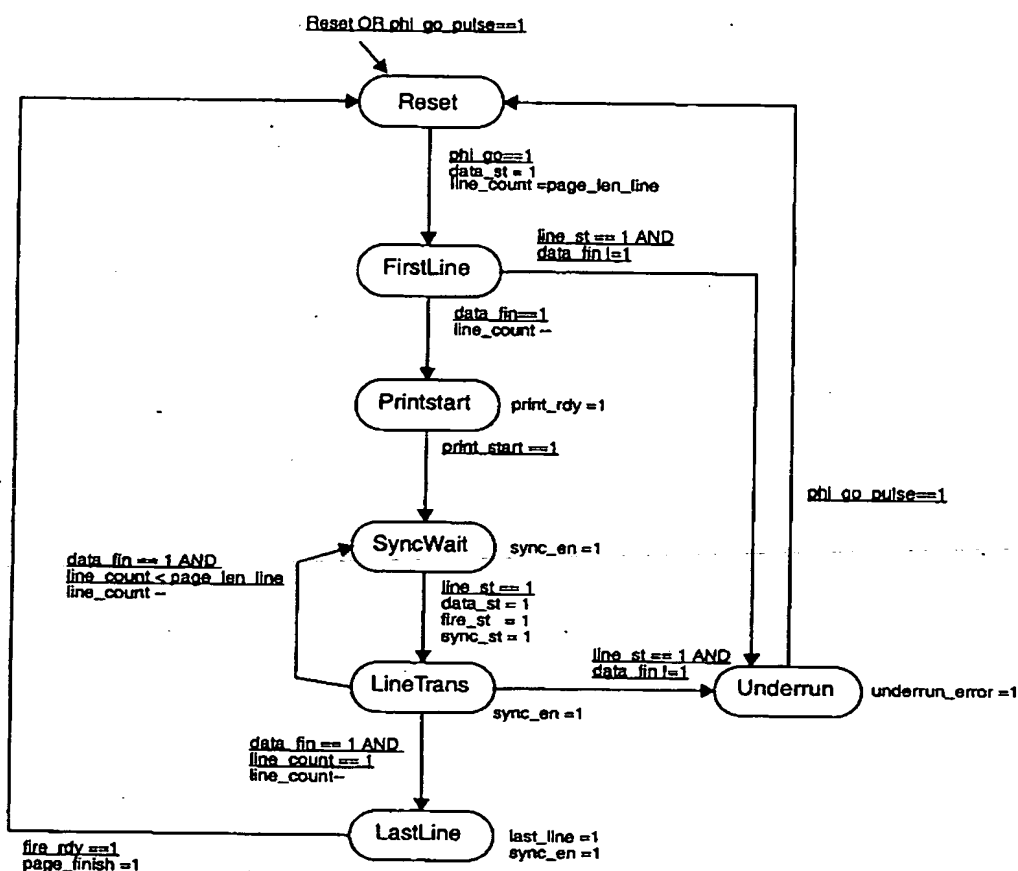 Reset OR phi_go_pulse==1
Reset
phi_go==1
data_st = 1
line_count =page_len_line
line_st == 1 AND
data_fin !=1
FirstLine
data_fin==1
line_count --
Printstart
print_rdy =1
print_start ==1
phi_go_pulse==1
SyncWait
sync_en =1
data_fin == 1 AND
line_count < page_len_line
line_count --
line_st == 1
data_st = 1
fire_st = 1
sync_st = 1
line_st == 1 AND
data_fin !=1
LineTrans
sync_en =1
Underrun
underrun_error =1
data_fin == 1 AND
line_count == 1
line_count--
LastLine
last_line =1
sync_en =1
fire_rdy ==1
page_finish =1